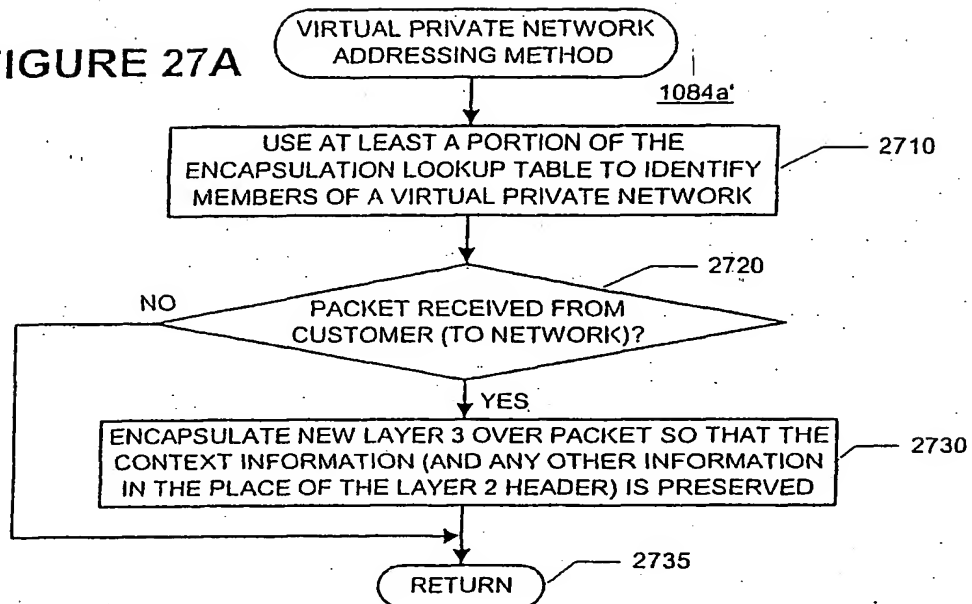 FIGURE 27A
VIRTUAL PRIVATE NETWORK
ADDRESSING METHOD
1084a'
USE AT LEAST A PORTION OF THE
ENCAPSULATION LOOKUP TABLE TO IDENTIFY
MEMBERS OF A VIRTUAL PRIVATE NETWORK
2710
2720
NO
PACKET RECEIVED FROM
CUSTOMER (TO NETWORK)?
YES
ENCAPSULATE NEW LAYER 3 OVER PACKET SO THAT THE
CONTEXT INFORMATION (AND ANY OTHER INFORMATION
IN THE PLACE OF THE LAYER 2 HEADER) IS PRESERVED
2730
RETURN
2735